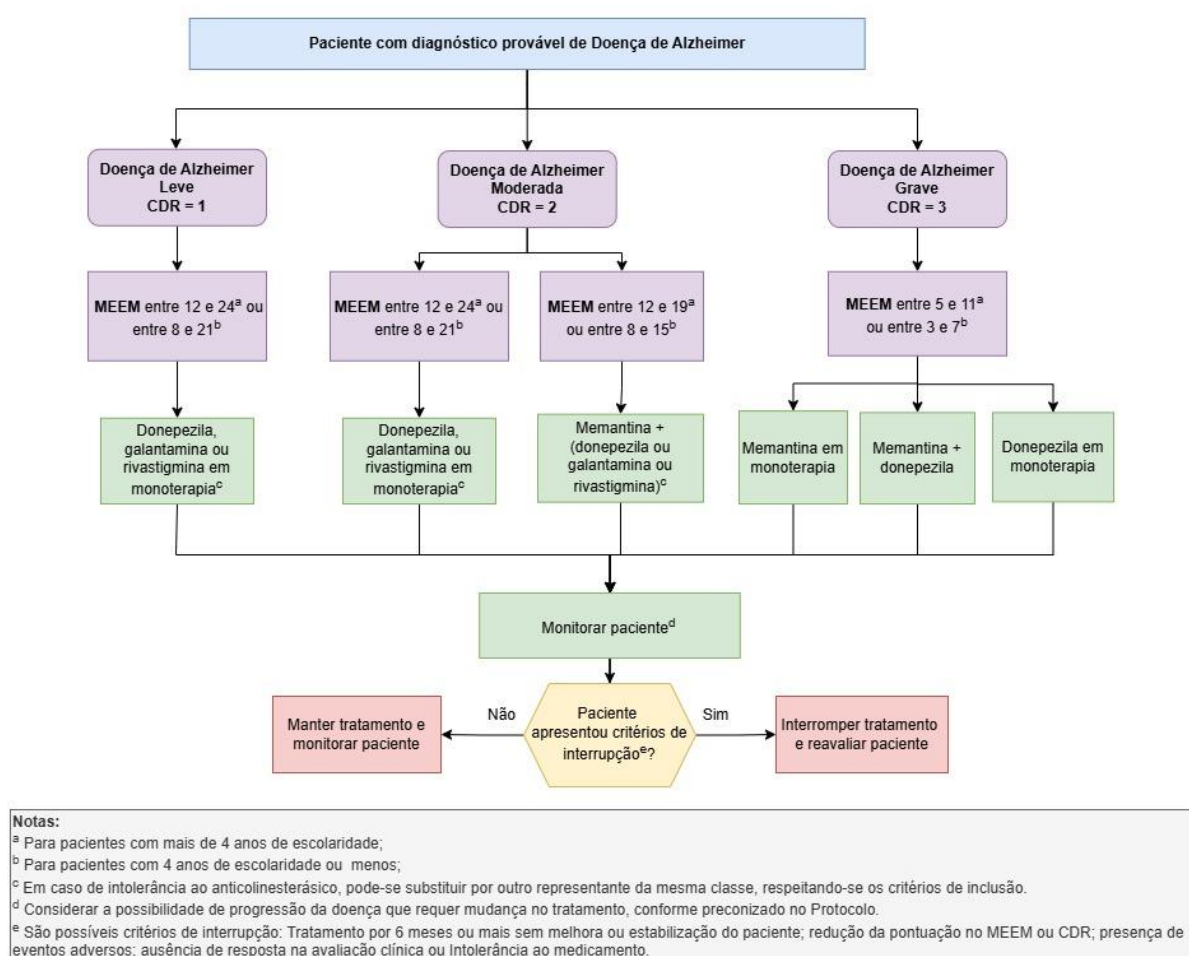 Paciente com diagnóstico provável de Doença de Alzheimer
Doença de Alzheimer
Leve
CDR = 1
Doença de Alzheimer
Moderada
CDR = 2
Doença de Alzheimer
Grave
CDR = 3
MEEM entre 12 e 24ᵃ ou
entre 8 e 21ᵇ
MEEM entre 12 e 24ᵃ ou
entre 8 e 21ᵇ
MEEM entre 12 e 19ᵃ
ou entre 8 e 15ᵇ
MEEM entre 5 e 11ᵃ
ou entre 3 e 7ᵇ
Donepezila,
galantamina ou
rivastigmina em
monoterapiaᶜ
Donepezila,
galantamina ou
rivastigmina em
monoterapiaᶜ
Memantina +
(donepezila ou
galantamina ou
rivastigmina)ᶜ
Memantina em
monoterapia
Memantina +
donepezila
Donepezila em
monoterapia
Monitorar pacienteᵈ
Manter tratamento e
monitorar paciente
Não
Paciente
apresentou critérios de
interrupçãoᵉ?
Sim
Interromper tratamento
e reavaliar paciente
Notas:
ᵃ Para pacientes com mais de 4 anos de escolaridade;
ᵇ Para pacientes com 4 anos de escolaridade ou menos;
ᶜ Em caso de intolerância ao anticolinesterásico, pode-se substituir por outro representante da mesma classe, respeitando-se os critérios de inclusão.
ᵈ Considerar a possibilidade de progressão da doença que requer mudança no tratamento, conforme preconizado no Protocolo.
ᵉ São possíveis critérios de interrupção: Tratamento por 6 meses ou mais sem melhora ou estabilização do paciente; redução da pontuação no MEEM ou CDR; presença de
eventos adversos; ausência de resposta na avaliação clínica ou Intolerância ao medicamento.